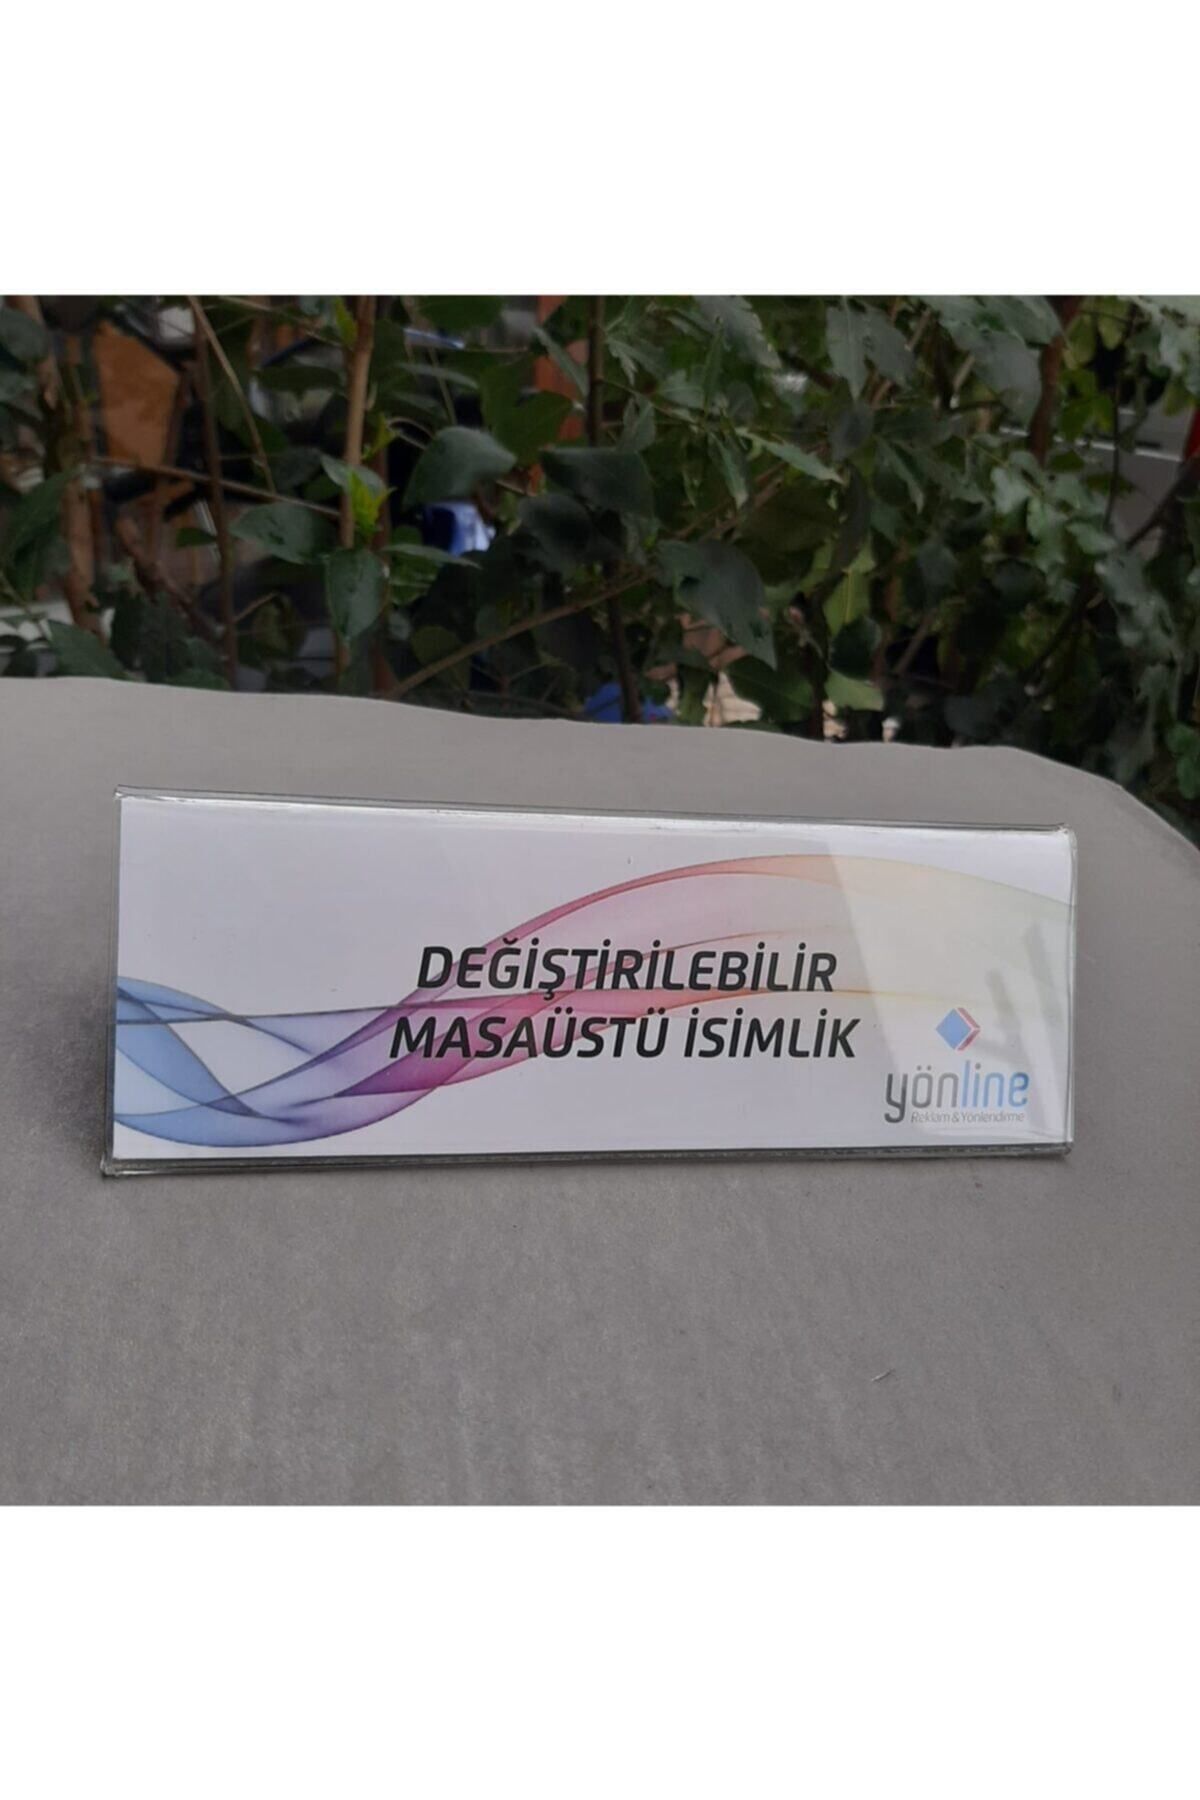 DEĞİŞTİRİLEBİLİR
MASAÜSTÜ İSİMLİK
yönline
Reklam & Yönlendirme